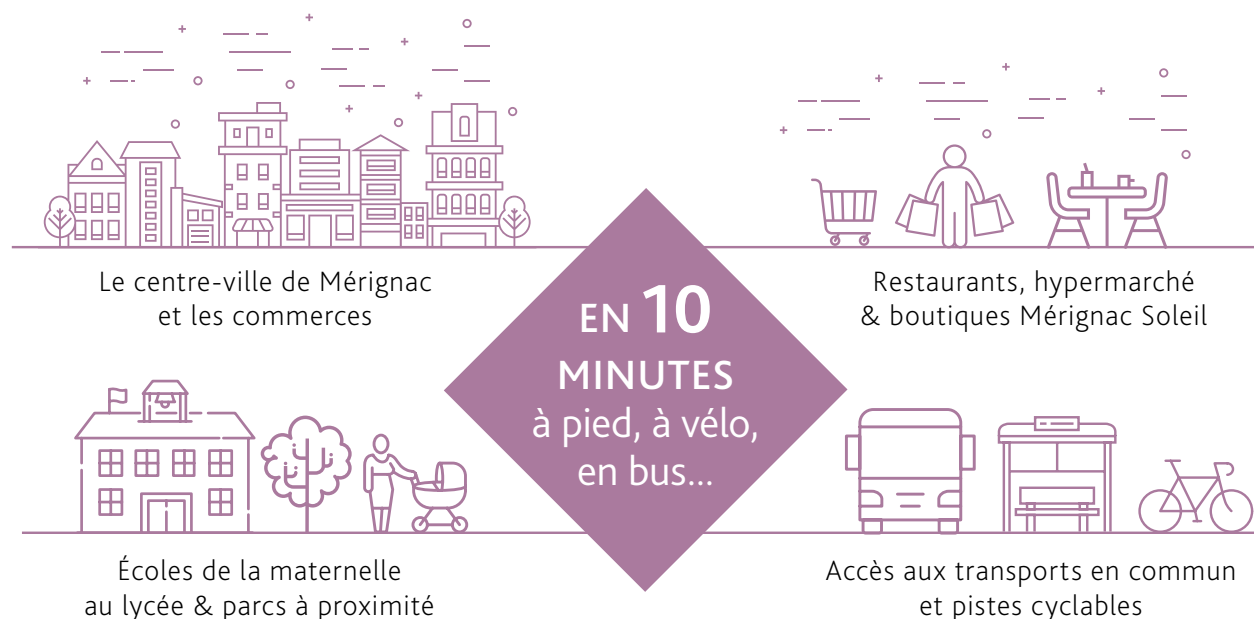 Le centre-ville de Mérignac
et les commerces
Restaurants, hypermarché
& boutiques Mérignac Soleil
EN 10
MINUTES
à pied, à vélo,
en bus...
Écoles de la maternelle
au lycée & parcs à proximité
Accès aux transports en commun
et pistes cyclables